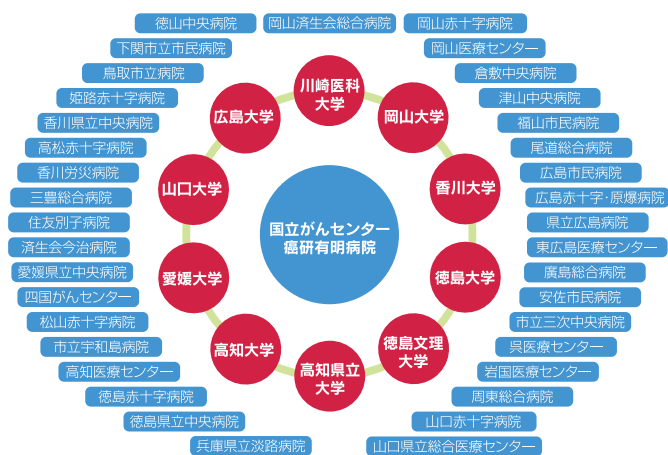 徳山中央病院
岡山済生会総合病院
岡山赤十字病院
下関市立市民病院
岡山医療センター
鳥取市立病院
倉敷中央病院
姫路赤十字病院
津山中央病院
香川県立中央病院
福山市民病院
高松赤十字病院
尾道総合病院
香川労災病院
広島市民病院
三豊総合病院
広島赤十字・原爆病院
住友別子病院
県立広島病院
済生会今治病院
東広島医療センター
愛媛県立中央病院
廣島総合病院
四国がんセンター
安佐市民病院
松山赤十字病院
市立三次中央病院
市立宇和島病院
呉医療センター
高知医療センター
岩国医療センター
徳島赤十字病院
周東総合病院
徳島県立中央病院
山口赤十字病院
兵庫県立淡路病院
山口県立総合医療センター
川崎医科
大学
岡山大学
香川大学
徳島大学
徳島文理
大学
高知県立
大学
高知大学
愛媛大学
山口大学
広島大学
国立がんセンター
癌研有明病院